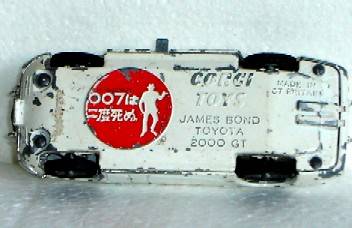 007は
二度死ぬ
CORGI
TOYS
JAMES BOND
TOYOTA
2000 GT
MADE IN
GT BRITAIN